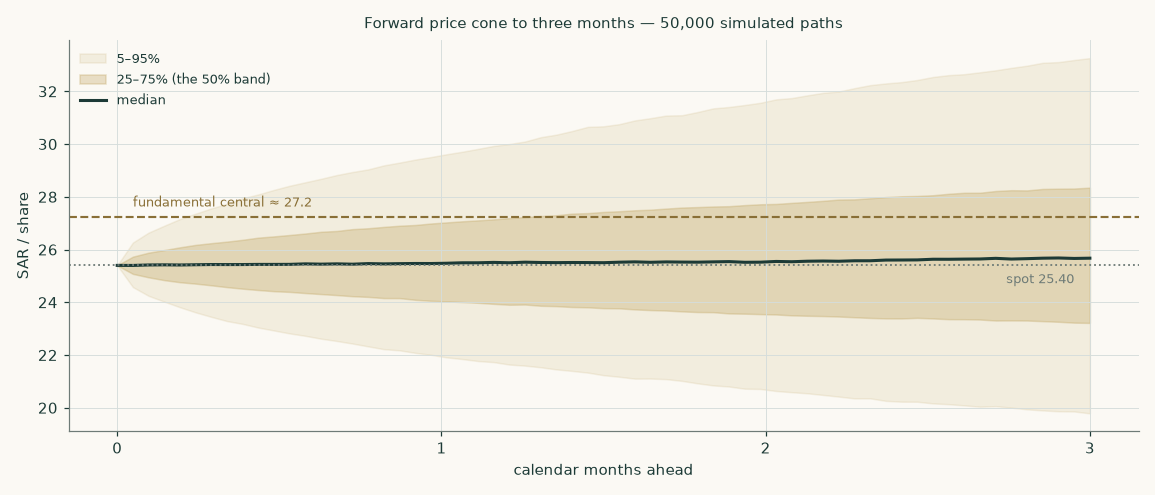 Forward price cone to three months — 50,000 simulated paths
5–95%
25–75% (the 50% band)
median
fundamental central ≈ 27.2
spot 25.40
SAR / share
32
30
28
26
24
22
20
0
1
2
3
calendar months ahead